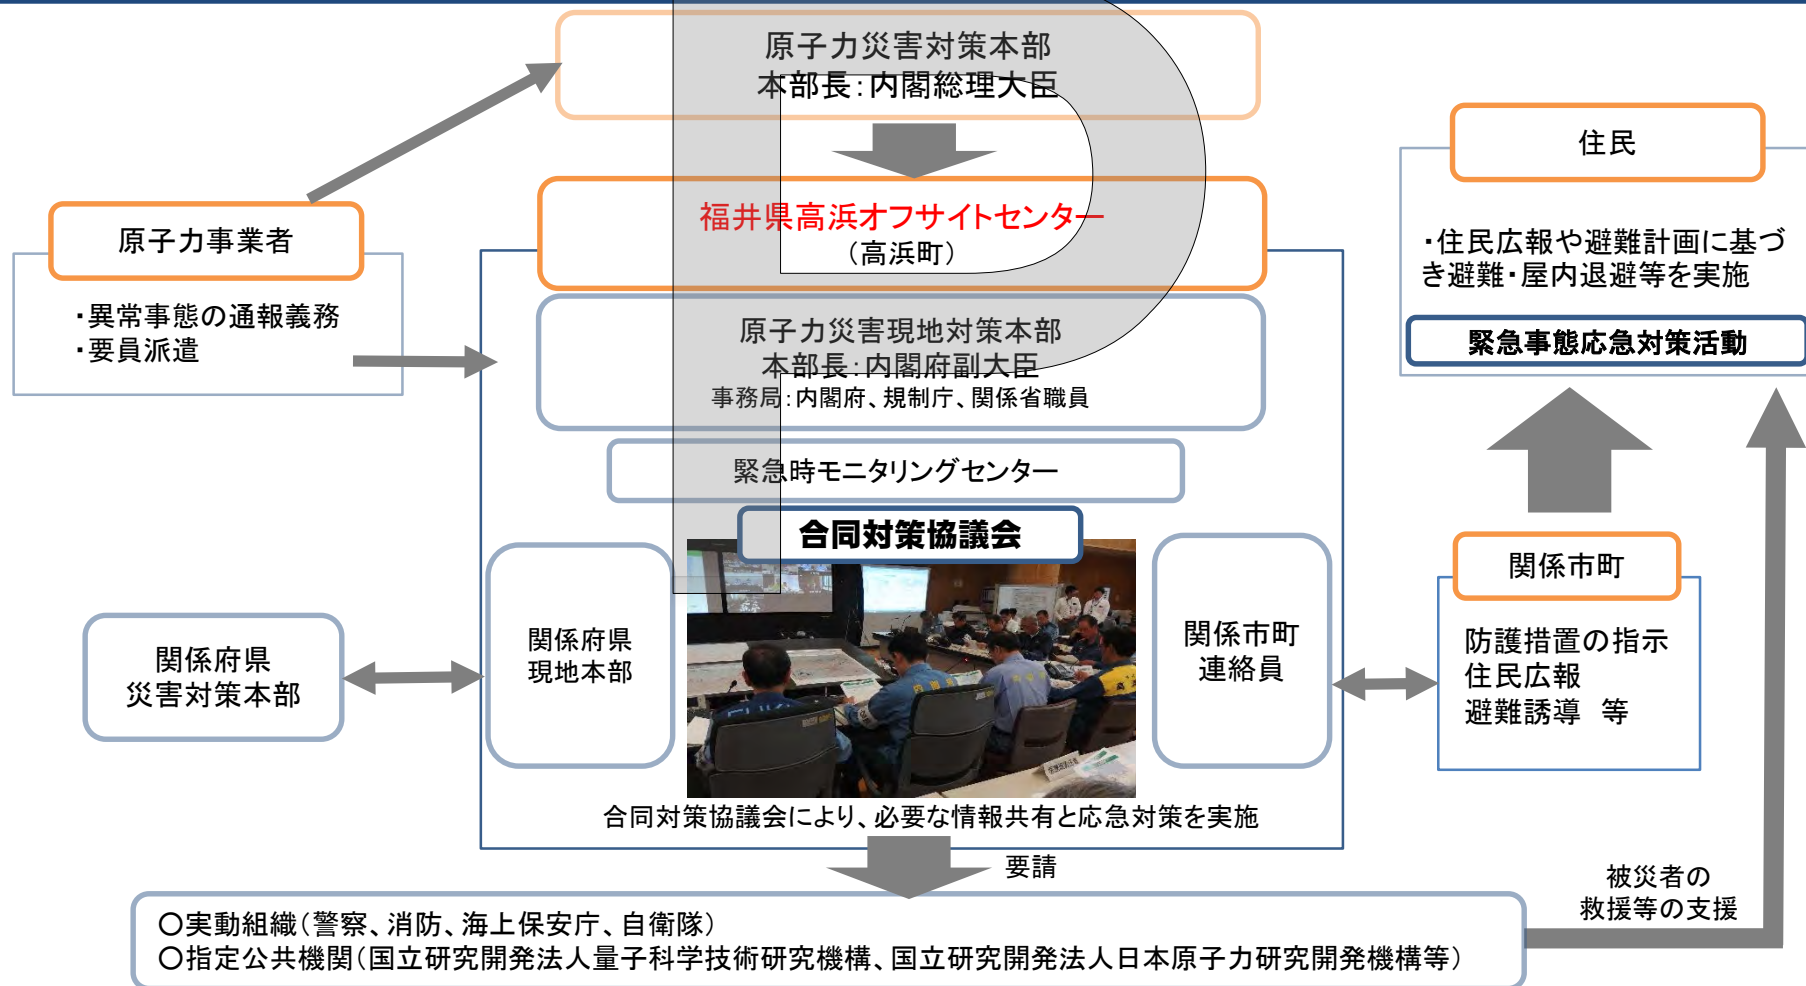 原子力災害対策本部
本部長:内閣総理大臣
福井県高浜オフサイトセンター
(高浜町)
原子力事業者
・異常事態の通報義務
・要員派遣
原子力災害現地対策本部
本部長:内閣府副大臣
事務局:内閣府、規制庁、関係省職員
緊急時モニタリングセンター
合同対策協議会
関係府県
災害対策本部
関係府県
現地本部
関係市町
連絡員
合同対策協議会により、必要な情報共有と応急対策を実施
要請
住民
・住民広報や避難計画に基づ
き避難・屋内退避等を実施
緊急事態応急対策活動
関係市町
防護措置の指示
住民広報
避難誘導 等
被災者の
救援等の支援
○実動組織(警察、消防、海上保安庁、自衛隊)
○指定公共機関(国立研究開発法人量子科学技術研究機構、国立研究開発法人日本原子力研究開発機構等)